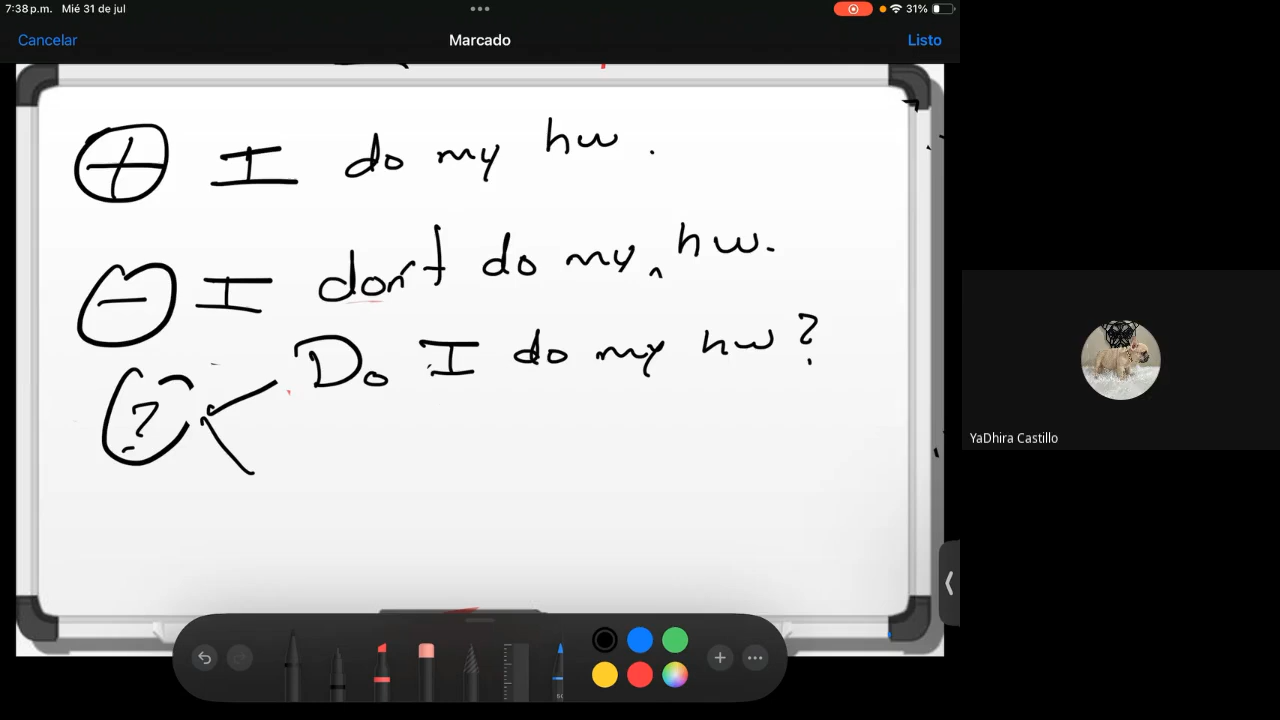 7:38 p.m. Mié 31 de jul
31%
Cancelar
Marcado
Listo
+ I do my hw.
- I don't do my ^ hw.
? Do I do my hw?
YaDhira Castillo